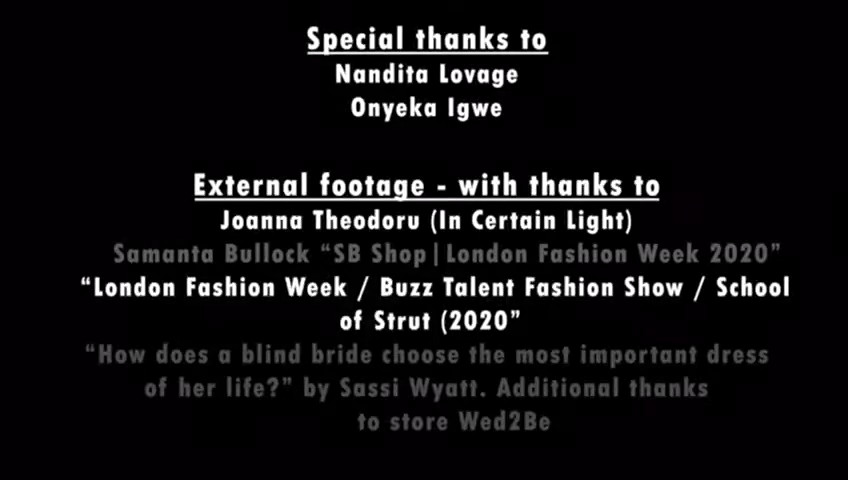 Special thanks to
Nandita Lovage
Onyeka Igwe
External footage - with thanks to
Joanna Theodoru (In Certain Light)
Samanta Bullock “SB Shop|London Fashion Week 2020”
“London Fashion Week / Buzz Talent Fashion Show / School
of Strut (2020”
“How does a blind bride choose the most important dress
of her life?” by Sassi Wyatt. Additional thanks
to store Wed2Be